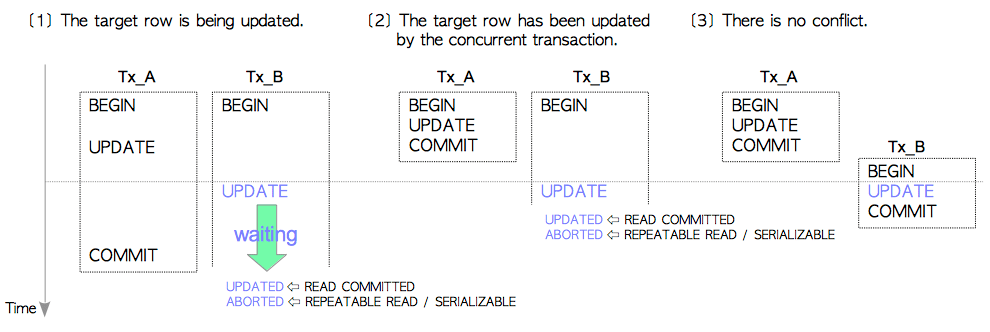 〔1〕 The target row is being updated.
〔2〕 The target row has been updated
by the concurrent transaction.
〔3〕 There is no conflict.
Tx_A
Tx_B
BEGIN
BEGIN
UPDATE
UPDATE
waiting
COMMIT
UPDATED ⇦ READ COMMITTED
ABORTED ⇦ REPEATABLE READ / SERIALIZABLE
Tx_A
Tx_B
BEGIN
UPDATE
COMMIT
BEGIN
UPDATE
UPDATED ⇦ READ COMMITTED
ABORTED ⇦ REPEATABLE READ / SERIALIZABLE
Tx_A
BEGIN
UPDATE
COMMIT
Tx_B
BEGIN
UPDATE
COMMIT
Time